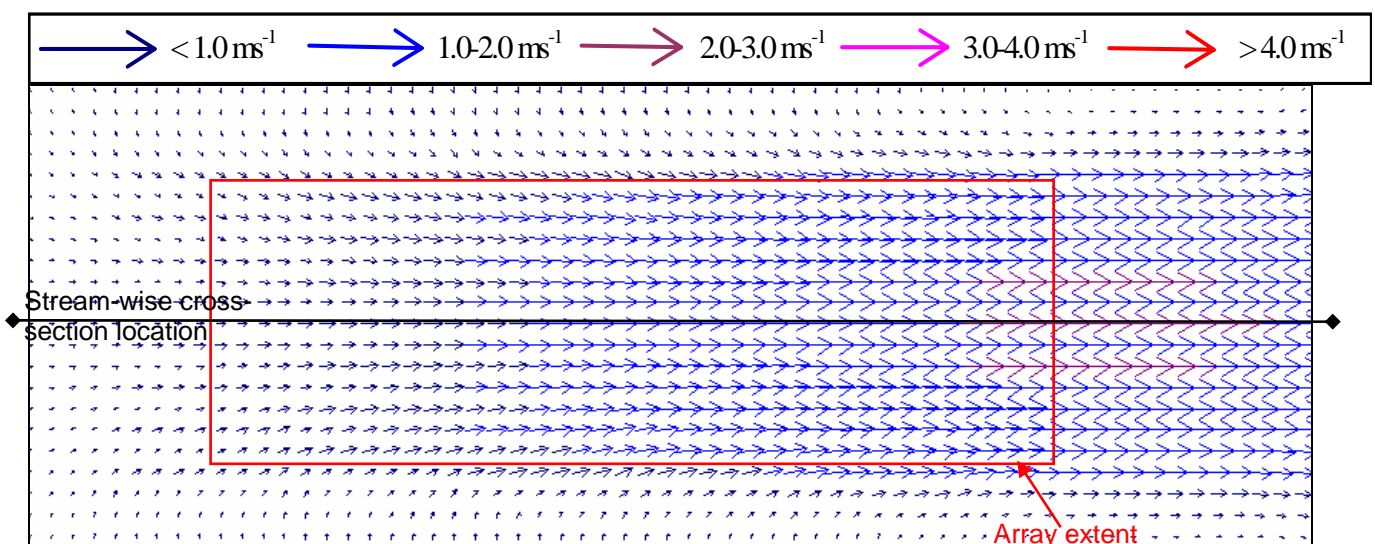 < 1.0 ms-1 1.0-2.0 ms-1 2.0-3.0 ms-1 3.0-4.0 ms-1 > 4.0 ms-1
Stream-wise cross-
section location
Array extent